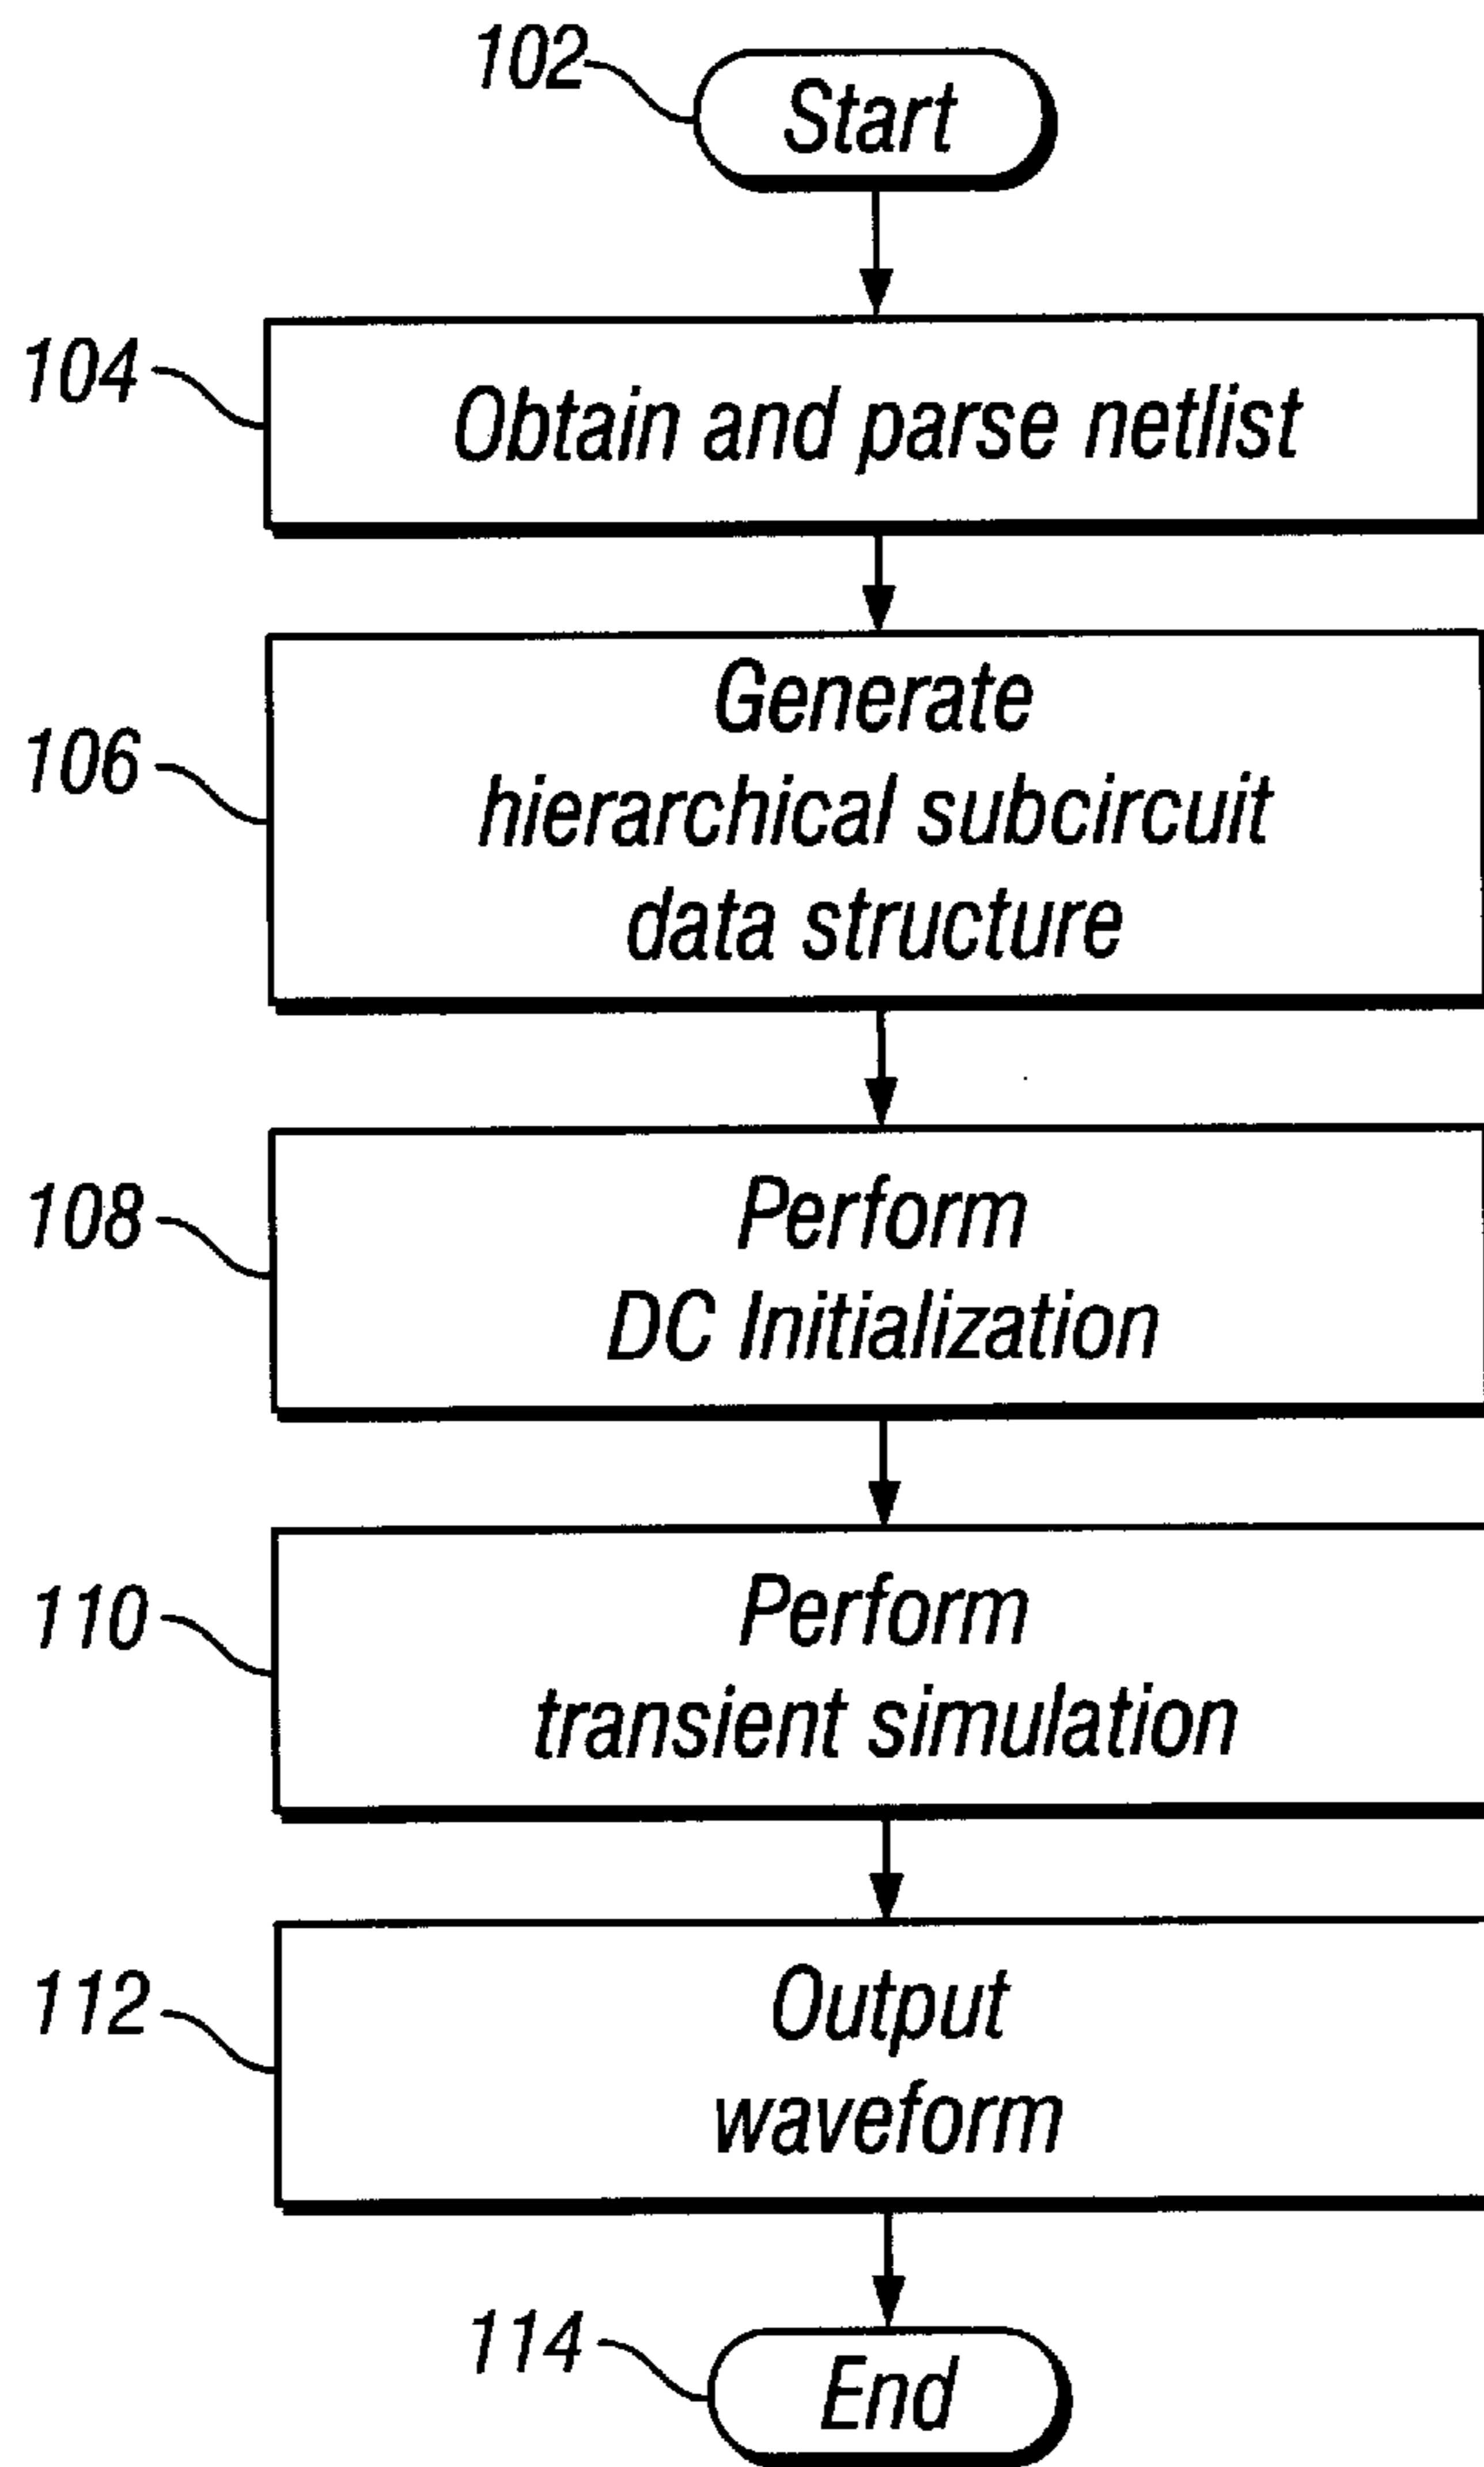 102
Start
104
Obtain and parse netlist
106
Generate
hierarchical subcircuit
data structure
108
Perform
DC Initialization
110
Perform
transient simulation
112
Output
waveform
114
End